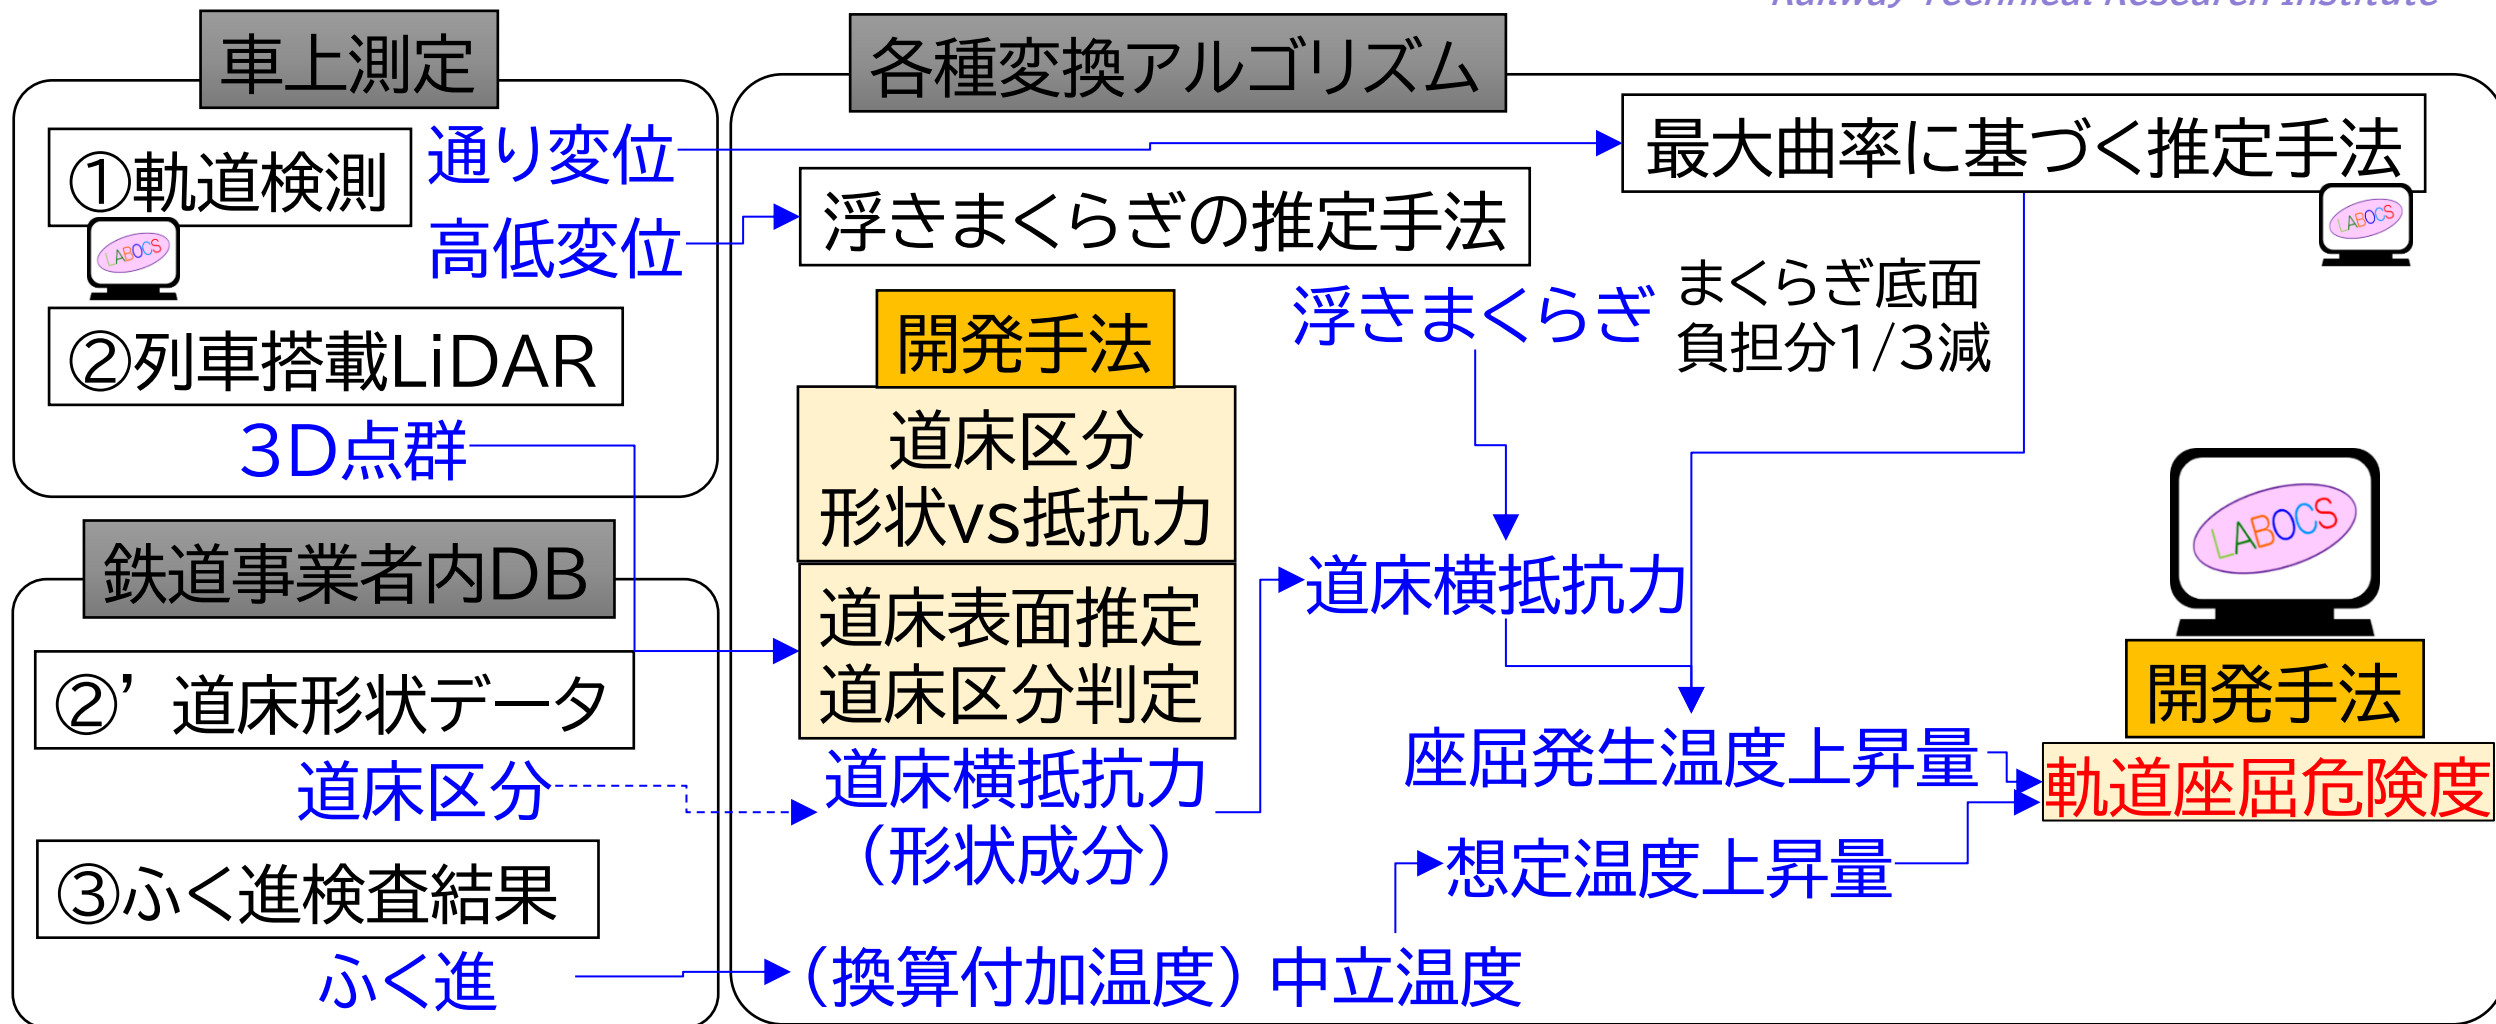 Railway Technical Research Institute
車上測定
①軌道検測
通り変位
高低変位
LABOCS
②列車搭載LiDAR
3D点群
鉄道事業者内DB
②’ 道床形状データ
道床区分
③ふく進検査結果
ふく進
各種変換アルゴリズム
最大曲率に基づく推定手法
LABOCS
浮きまくらぎの推定手法
浮きまくらぎ
まくらぎ底面
負担分1/3減
開発手法
道床区分
形状vs抵抗力
道床表面推定
道床区分判定
道床横抵抗力
(形状成分)
道床横抵抗力
座屈発生温度上昇量
想定温度上昇量
(換算付加温度)中立温度
LABOCS
開発手法
軌道座屈危険度